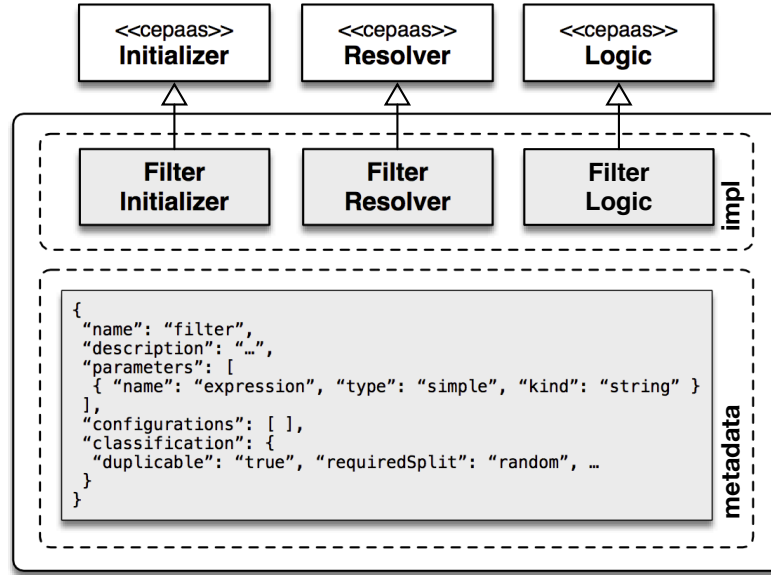 <<cepaas>>
Initializer
<<cepaas>>
Resolver
<<cepaas>>
Logic
Filter
Initializer
Filter
Resolver
Filter
Logic
impl
{
“name”: “filter”,
“description”: “…”,
“parameters”: [
{ “name”: “expression”, “type”: “simple”, “kind”: “string” }
],
“configurations”: [ ],
“classification”: {
“duplicable”: “true”, “requiredSplit”: “random”, …
}
}
metadata